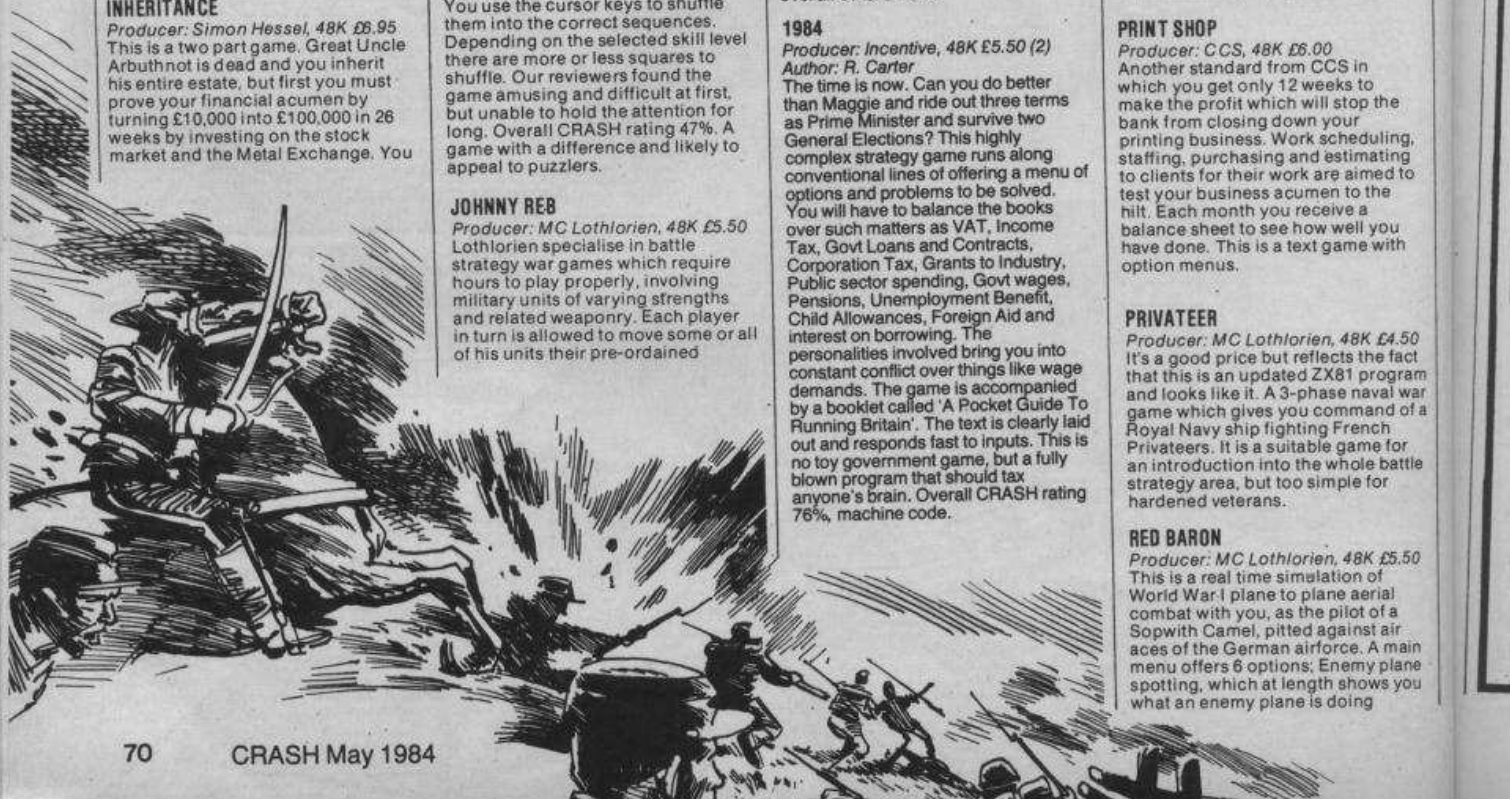 INHERITANCE
Producer: Simon Hessel, 48K £6.95
This is a two part game. Great Uncle
Arbuthnot is dead and you inherit
his entire estate, but first you must
prove your financial acumen by
turning £10,000 into £100,000 in 26
weeks by investing on the stock
market and the Metal Exchange. You
You use the cursor keys to shuffle
them into the correct sequences.
Depending on the selected skill level
there are more or less squares to
shuffle. Our reviewers found the
game amusing and difficult at first,
but unable to hold the attention for
long. Overall CRASH rating 47%. A
game with a difference and likely to
appeal to puzzlers.
JOHNNY REB
Producer: MC Lothlorien, 48K £5.50
Lothlorien specialise in battle
strategy war games which require
hours to play properly, involving
military units of varying strengths
and related weaponry. Each player
in turn is allowed to move some or all
of his units their pre-ordained
1984
Producer: Incentive, 48K £5.50 (2)
Author: R. Carter
The time is now. Can you do better
than Maggie and ride out three terms
as Prime Minister and survive two
General Elections? This highly
complex strategy game runs along
conventional lines of offering a menu of
options and problems to be solved.
You will have to balance the books
over such matters as VAT, Income
Tax, Govt Loans and Contracts,
Corporation Tax, Grants to Industry,
Public sector spending, Govt wages,
Pensions, Unemployment Benefit,
Child Allowances, Foreign Aid and
interest on borrowing. The
personalities involved bring you into
constant conflict over things like wage
demands. The game is accompanied
by a booklet called 'A Pocket Guide To
Running Britain'. The text is clearly laid
out and responds fast to inputs. This is
no toy government game, but a fully
blown program that should tax
anyone's brain. Overall CRASH rating
76%, machine code.
PRINT SHOP
Producer: CCS, 48K £6.00
Another standard from CCS in
which you get only 12 weeks to
make the profit which will stop the
bank from closing down your
printing business. Work scheduling,
staffing, purchasing and estimating
to clients for their work are aimed to
test your business acumen to the
hilt. Each month you receive a
balance sheet to see how well you
have done. This is a text game with
option menus.
PRIVATEER
Producer: MC Lothlorien, 48K £4.50
It's a good price but reflects the fact
that this is an updated ZX81 program
and looks like it. A 3-phase naval war
game which gives you command of a
Royal Navy ship fighting French
Privateers. It is a suitable game for
an introduction into the whole battle
strategy area, but too simple for
hardened veterans.
RED BARON
Producer: MC Lothlorien, 48K £5.50
This is a real time simulation of
World War I plane to plane aerial
combat with you, as the pilot of a
Sopwith Camel, pitted against air
aces of the German airforce. A main
menu offers 6 options; Enemy plane
spotting, which at length shows you
what an enemy plane is doing
70 CRASH May 1984